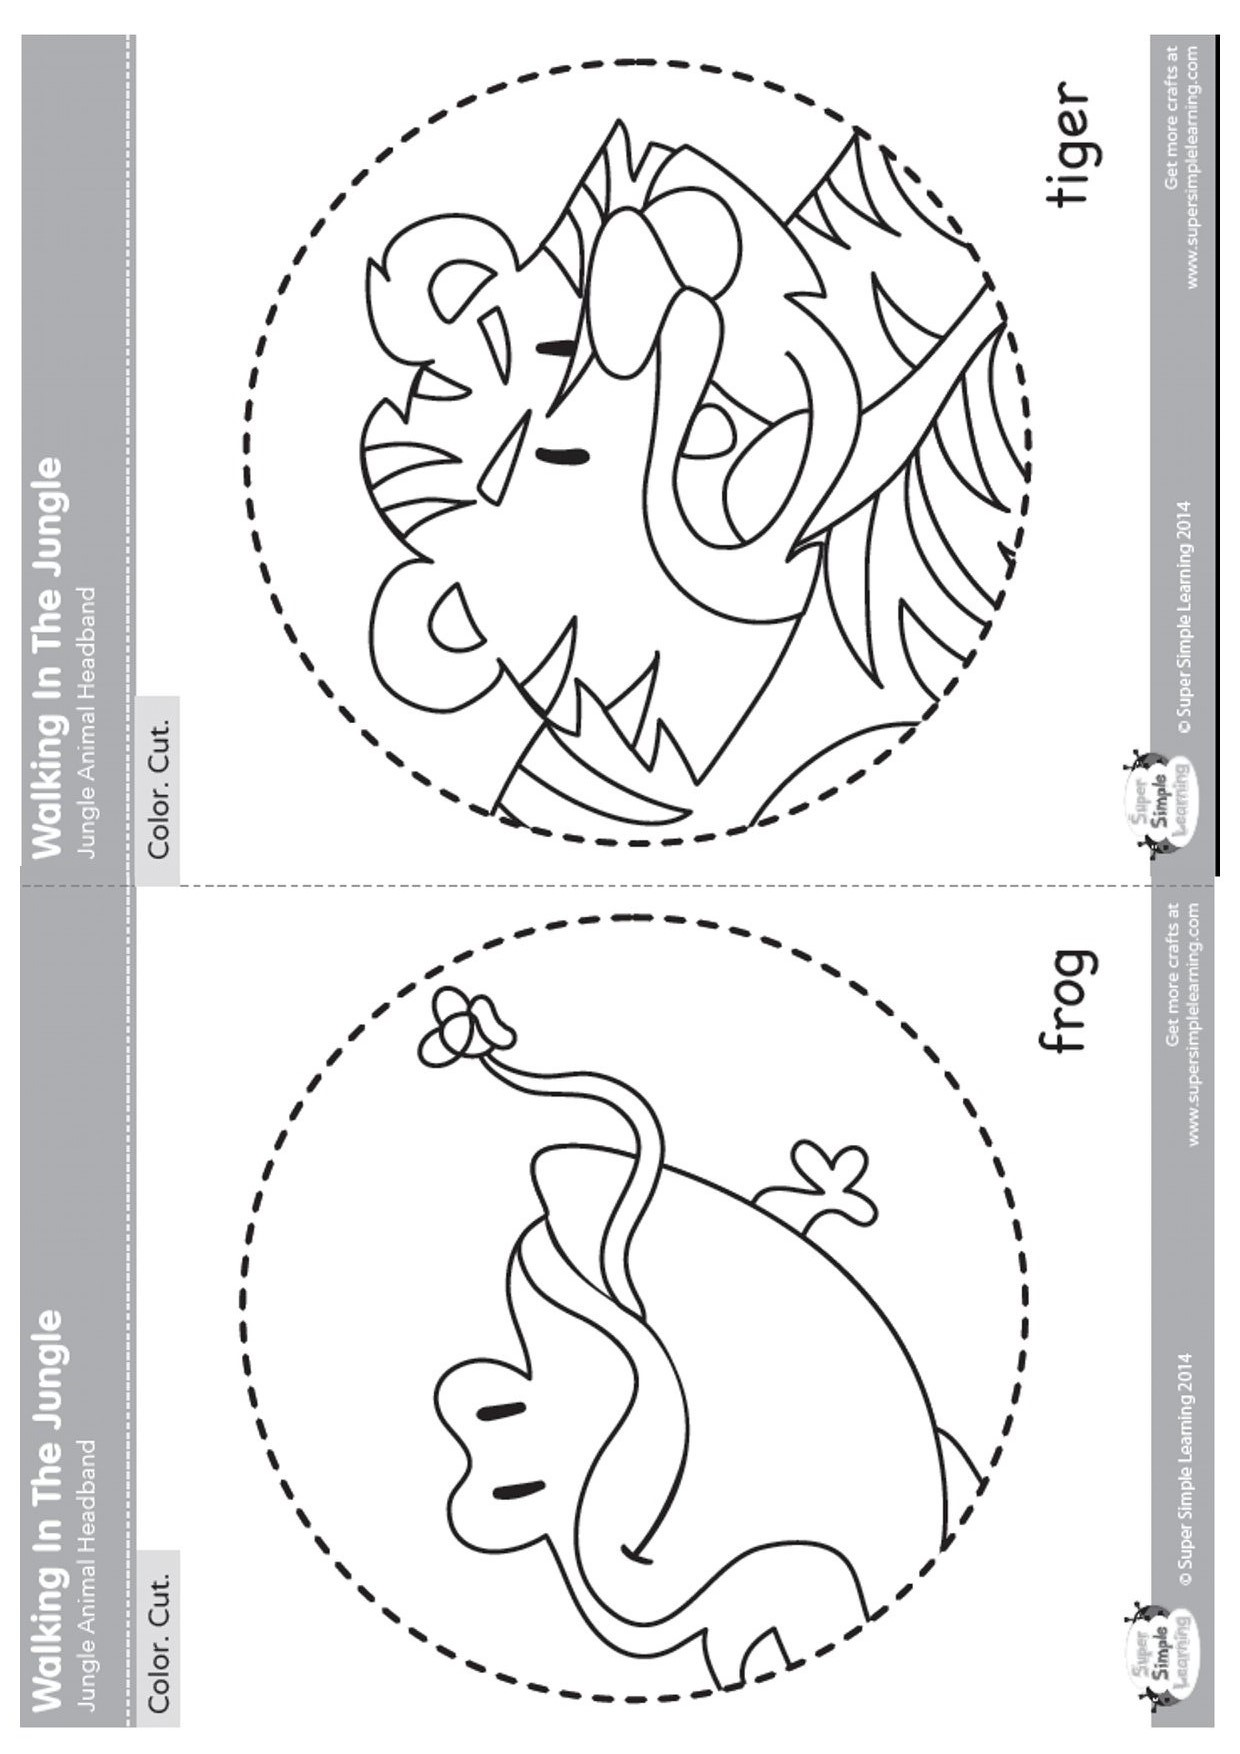 Walking In The Jungle
Jungle Animal Headband
Color. Cut.
tiger
Super
Simple
Learning
© Super Simple Learning 2014
Get more crafts at
www.supersimplelearning.com
Walking In The Jungle
Jungle Animal Headband
Color. Cut.
frog
Super
Simple
Learning
© Super Simple Learning 2014
Get more crafts at
www.supersimplelearning.com